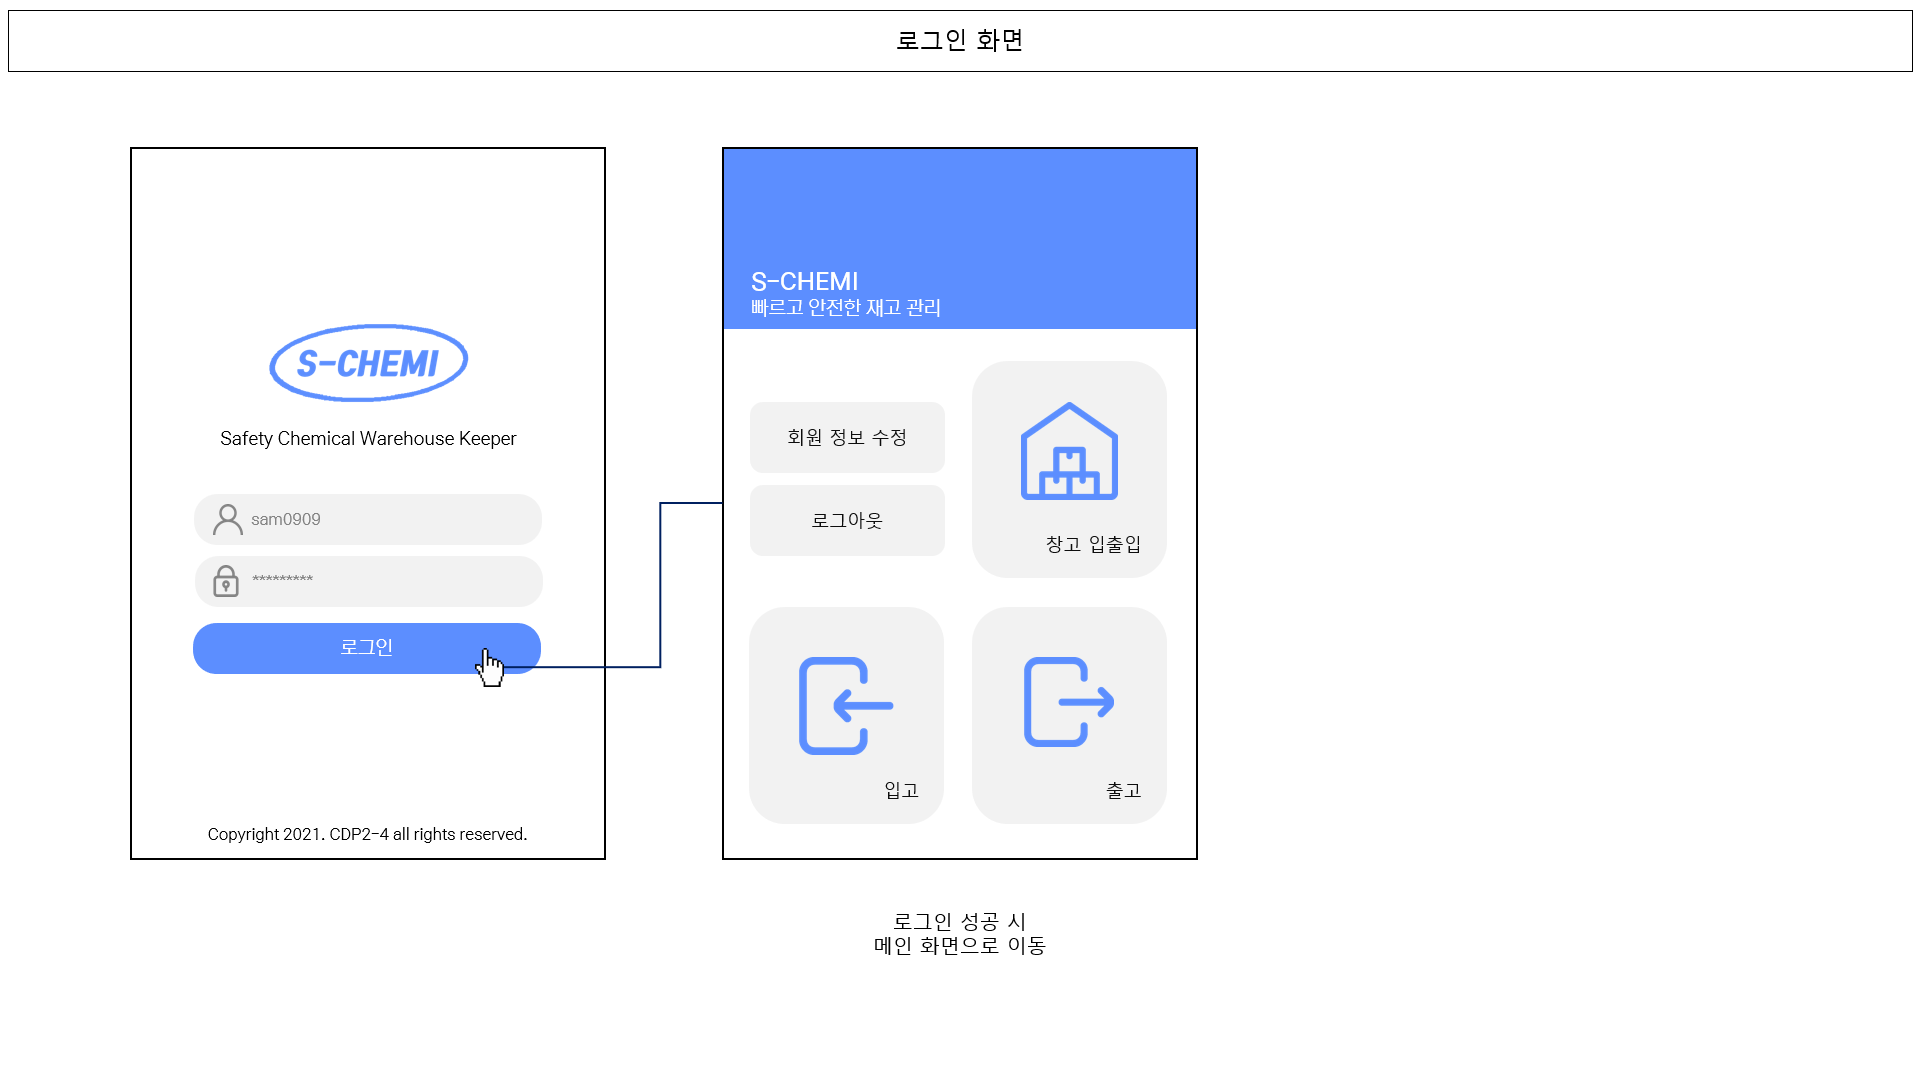 로그인 화면
S-CHEMI
Safety Chemical Warehouse Keeper
sam0909
*********
로그인
Copyright 2021. CDP2-4 all rights reserved.
S-CHEMI
빠르고 안전한 재고 관리
회원 정보 수정
로그아웃
창고 입출입
입고
출고
로그인 성공 시
메인 화면으로 이동